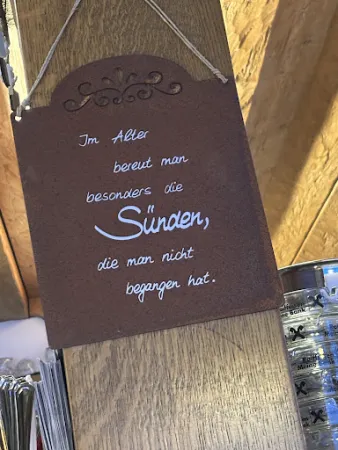 Im Alter
bereut man
besonders die
Sünden,
die man nicht
begangen hat.